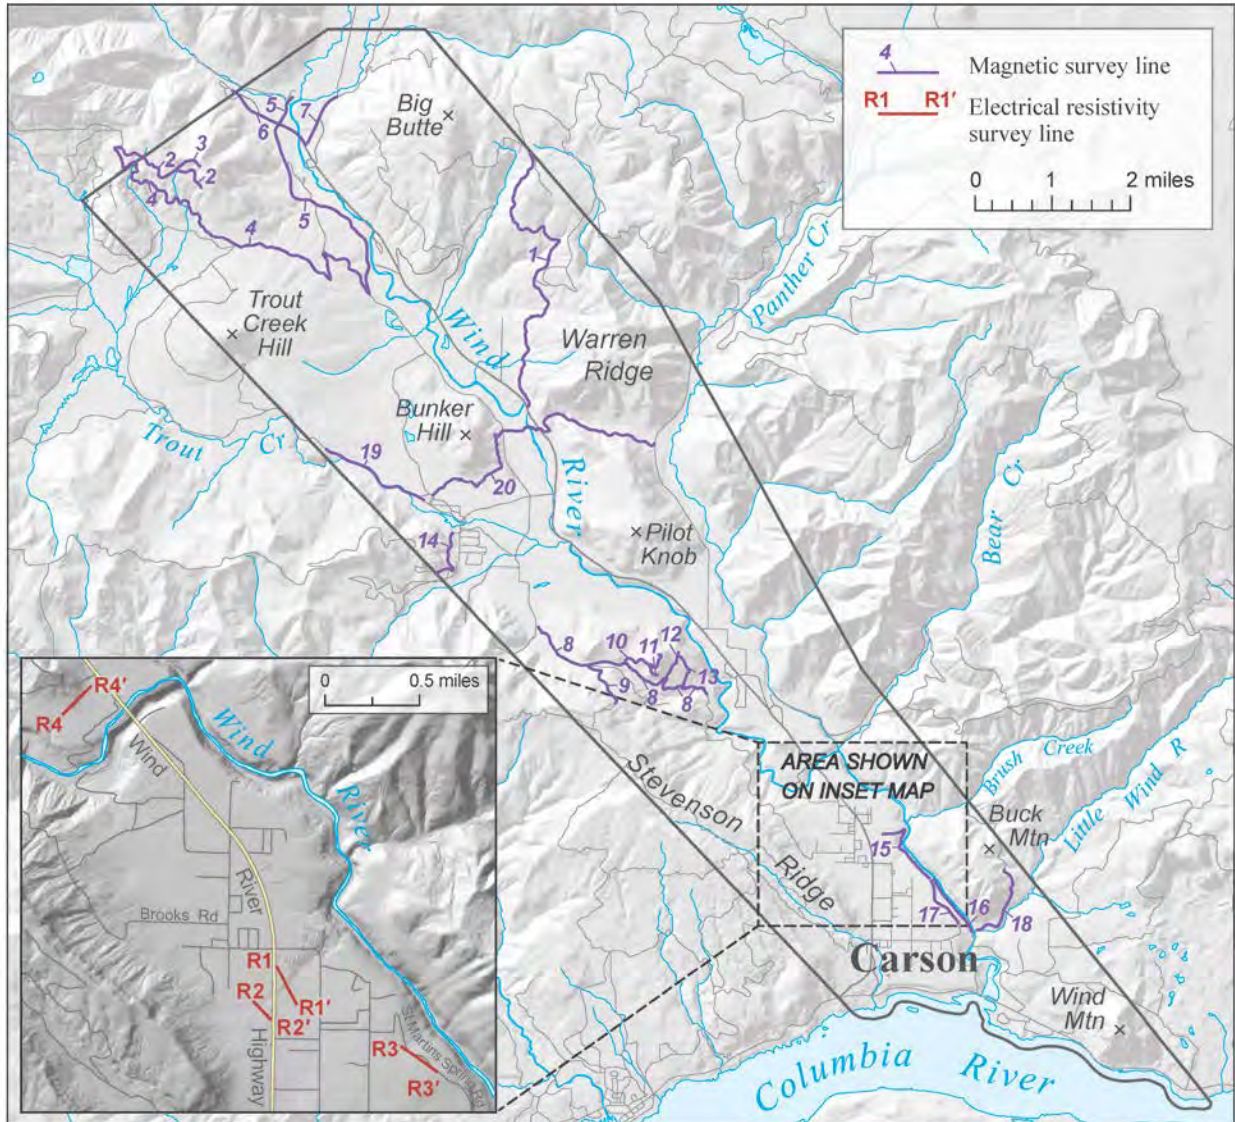 4
Magnetic survey line
R1 R1′
Electrical resistivity
survey line
0 1 2 miles
Big
Butte
5
7
6
3
2
2
4
5
4
1
Panther Cr
Trout
Creek
Hill
Wind
Warren
Ridge
Bunker
Hill
Trout Cr
19
20
River
Bear Cr
14
Pilot
Knob
8
10
11
12
9
8
8
13
Stevenson
Ridge
AREA SHOWN
ON INSET MAP
Brush Creek
Little Wind R
Buck
Mtn
15
17
16
18
Carson
Wind
Mtn
Columbia River
0 0.5 miles
R4′
R4
Wind
River
Wind
River
Highway
Brooks Rd
R1
R1′
R2
R2′
R3
R3′
St Martins Spring Rd